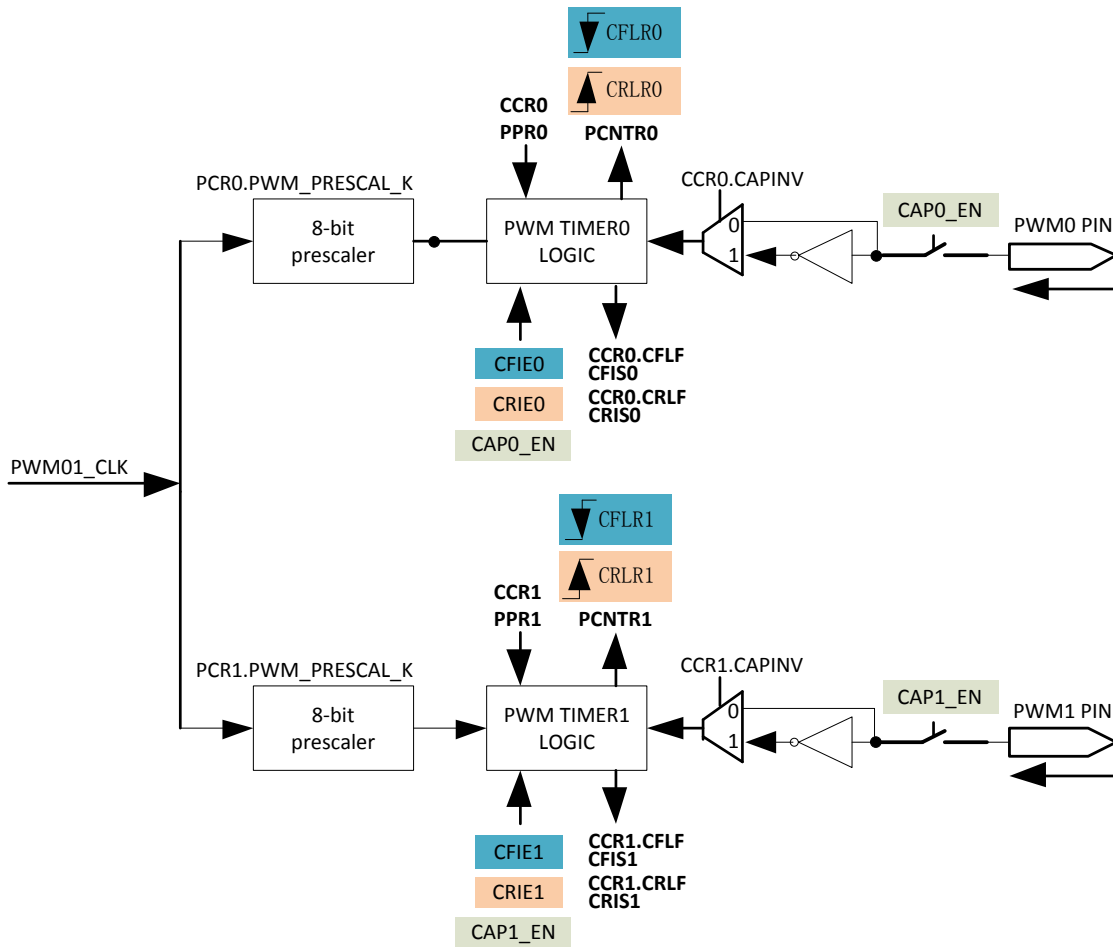 CFLR0
CRLR0
CCR0
PPR0
PCNTR0
PCR0.PWM_PRESCAL_K
CCR0.CAPINV
CAP0_EN
PWM0 PIN
8-bit
prescaler
PWM TIMER0
LOGIC
0
1
CFIE0
CRIE0
CAP0_EN
CCR0.CFLF
CFIS0
CCR0.CRLF
CRIS0
PWM01_CLK
CFLR1
CRLR1
CCR1
PPR1
PCNTR1
PCR1.PWM_PRESCAL_K
CCR1.CAPINV
CAP1_EN
PWM1 PIN
8-bit
prescaler
PWM TIMER1
LOGIC
0
1
CFIE1
CRIE1
CAP1_EN
CCR1.CFLF
CFIS1
CCR1.CRLF
CRIS1